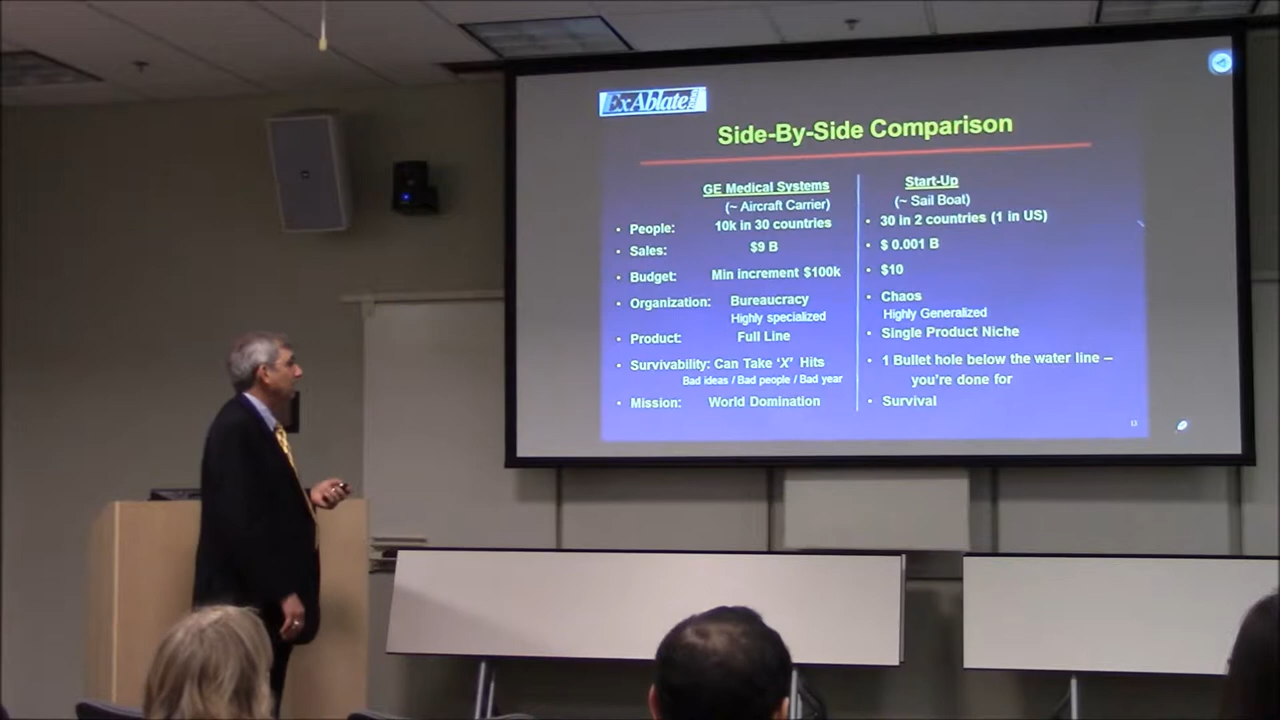 ExAblate
Side-By-Side Comparison
GE Medical Systems
(~ Aircraft Carrier)
• People: 10k in 30 countries
• Sales: $9 B
• Budget: Min increment $100k
• Organization: Bureaucracy
Highly specialized
• Product: Full Line
• Survivability: Can Take ‘X’ Hits
Bad ideas / Bad people / Bad year
• Mission: World Domination
Start-Up
(~ Sail Boat)
• 30 in 2 countries (1 in US)
• $ 0.001 B
• $10
• Chaos
Highly Generalized
• Single Product Niche
• 1 Bullet hole below the water line –
you’re done for
• Survival
13